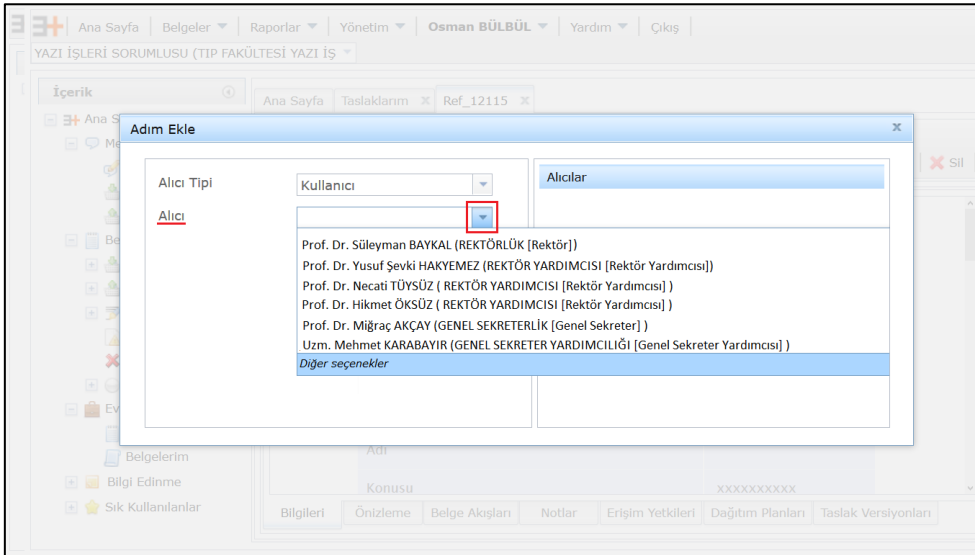 Ana Sayfa Belgeler Raporlar Yönetim Osman BÜLBÜL Yardım Çıkış
YAZI İŞLERİ SORUMLUSU (TIP FAKÜLTESİ YAZI İŞ
İçerik
Ana Sayfa Taslaklarım Ref_12115
Ana S
Adım Ekle
Me
Sil
Alıcı Tipi Kullanıcı
Alıcılar
Alıcı
Be
Prof. Dr. Süleyman BAYKAL (REKTÖRLÜK [Rektör])
Prof. Dr. Yusuf Şevki HAKYEMEZ (REKTÖR YARDIMCISI [Rektör Yardımcısı])
Prof. Dr. Necati TÜYSÜZ ( REKTÖR YARDIMCISI [Rektör Yardımcısı] )
Prof. Dr. Hikmet ÖKSÜZ ( REKTÖR YARDIMCISI [Rektör Yardımcısı] )
Prof. Dr. Miğraç AKÇAY (GENEL SEKRETERLİK [Genel Sekreter] )
Uzm. Mehmet KARABAYIR (GENEL SEKRETER YARDIMCILIĞI [Genel Sekreter Yardımcısı] )
Diğer seçenekler
Ev
Belgelerim
Adı
Bilgi Edinme
Konusu xxxxxxxxxx
Sık Kullanılanlar
Bilgileri Önizleme Belge Akışları Notlar Erişim Yetkileri Dağıtım Planları Taslak Versiyonları